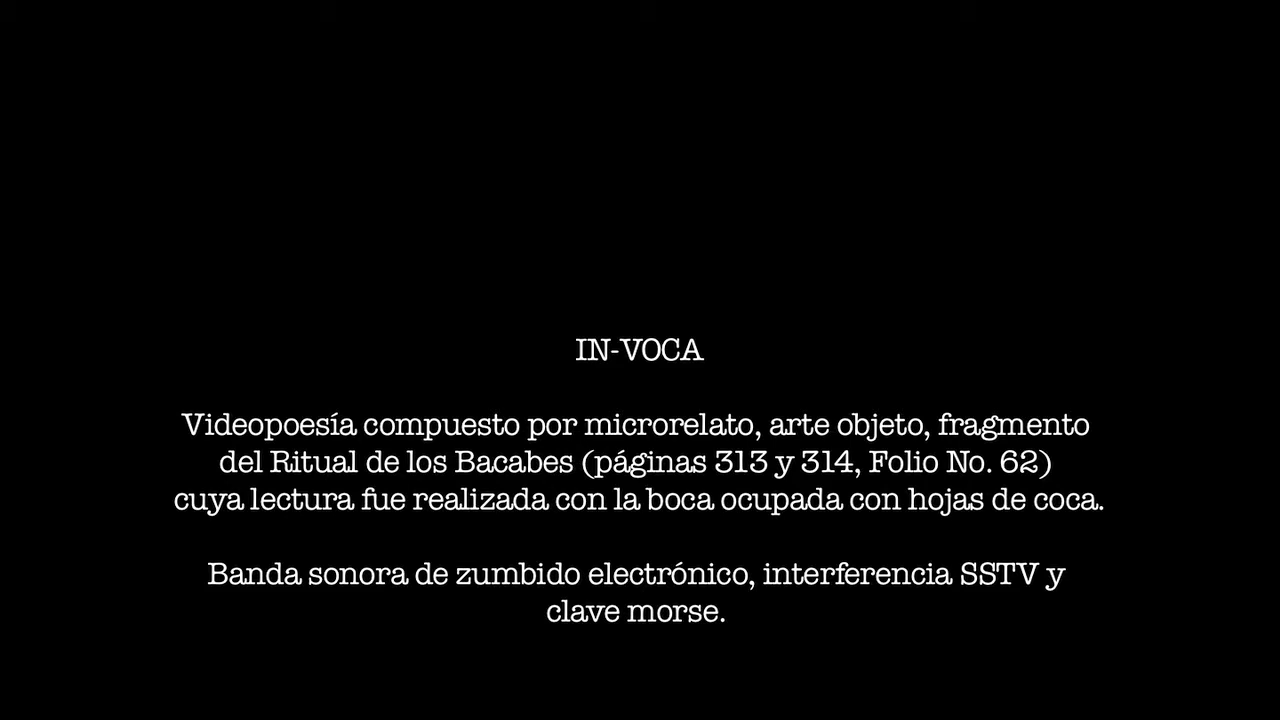 IN-VOCA
Videopoesía compuesto por microrelato, arte objeto, fragmento
del Ritual de los Bacabes (páginas 313 y 314, Folio No. 62)
cuya lectura fue realizada con la boca ocupada con hojas de coca.
Banda sonora de zumbido electrónico, interferencia SSTV y
clave morse.